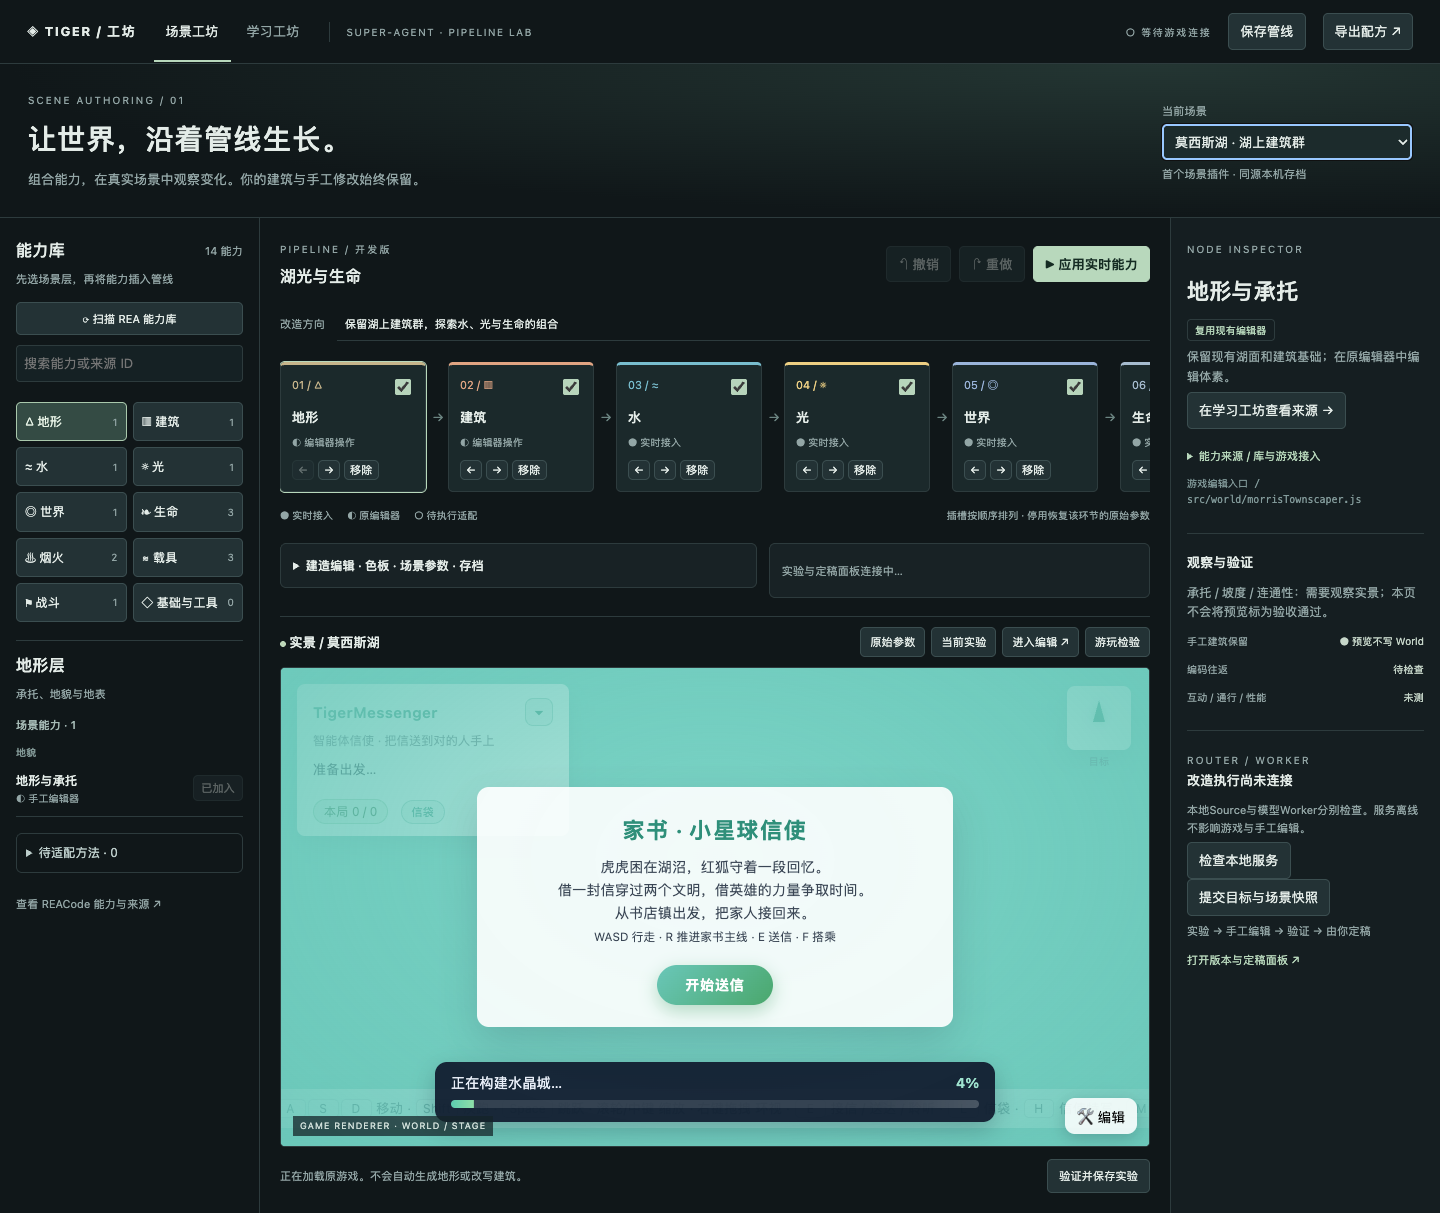 ◈ TIGER / 工坊
场景工坊
学习工坊
SUPER-AGENT · PIPELINE LAB
○ 等待游戏连接
保存管线
导出配方 ↗
SCENE AUTHORING / 01
让世界，沿着管线生长。
组合能力，在真实场景中观察变化。你的建筑与手工修改始终保留。
当前场景
莫西斯湖 · 湖上建筑群
首个场景插件 · 同源本机存档
能力库
14 能力
先选场景层，再将能力插入管线
⟳ 扫描 REA 能力库
搜索能力或来源 ID
△ 地形 1
▥ 建筑 1
≈ 水 1
☼ 光 1
◎ 世界 1
❧ 生命 3
♨ 烟火 2
≋ 载具 3
⚑ 战斗 1
◇ 基础与工具 0
地形层
承托、地貌与地表
场景能力 · 1
地貌
地形与承托
◐ 手工编辑器
已加入
▶ 待适配方法 · 0
查看 REACode 能力与来源 ↗
PIPELINE / 开发版
湖光与生命
↶ 撤销
↷ 重做
▶ 应用实时能力
改造方向
保留湖上建筑群，探索水、光与生命的组合
01 / △
地形
◐ 编辑器操作
← → 移除
→
02 / ▥
建筑
◐ 编辑器操作
← → 移除
→
03 / ≈
水
● 实时接入
← → 移除
→
04 / ☼
光
● 实时接入
← → 移除
→
05 / ◎
世界
● 实时接入
← → 移除
→
06 /
生
●
←
● 实时接入
◐ 原编辑器
○ 待执行适配
插槽按顺序排列 · 停用恢复该环节的原始参数
▶ 建造编辑 · 色板 · 场景参数 · 存档
实验与定稿面板连接中…
● 实景 / 莫西斯湖
原始参数
当前实验
进入编辑 ↗
游玩检验
TigerMessenger
智能体信使 · 把信送到对的人手上
准备出发…
本局 0 / 0
信袋
目标
家书 · 小星球信使
虎虎困在湖沼，红狐守着一段回忆。
借一封信穿过两个文明，借英雄的力量争取时间。
从书店镇出发，把家人接回来。
WASD 行走 · R 推进家书主线 · E 送信 · F 搭乘
开始送信
正在构建水晶城…
4%
A S D 移动 ·
袋 · H
M
GAME RENDERER · WORLD / STAGE
🛠 编辑
正在加载原游戏。不会自动生成地形或改写建筑。
验证并保存实验
NODE INSPECTOR
地形与承托
复用现有编辑器
保留现有湖面和建筑基础；在原编辑器中编
辑体素。
在学习工坊查看来源 →
▶ 能力来源 / 库与游戏接入
游戏编辑入口 /
src/world/morrisTownscaper.js
观察与验证
承托 / 坡度 / 连通性：需要观察实景；本页
不会将预览标为验收通过。
手工建筑保留
● 预览不写 World
编码往返
待检查
互动 / 通行 / 性能
未测
ROUTER / WORKER
改造执行尚未连接
本地Source与模型Worker分别检查。服务离线
不影响游戏与手工编辑。
检查本地服务
提交目标与场景快照
实验 → 手工编辑 → 验证 → 由你定稿
打开版本与定稿面板 ↗